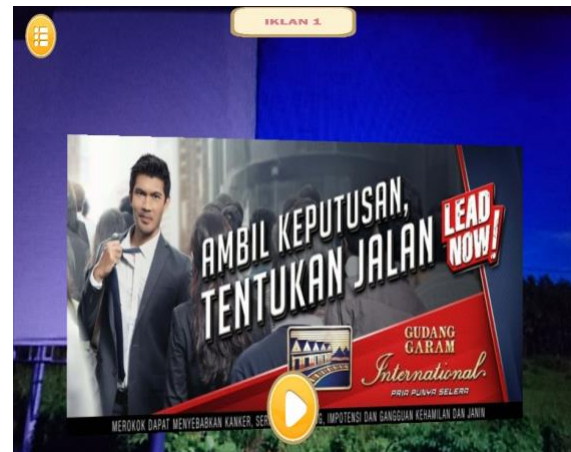 IKLAN 1
AMBIL KEPUTUSAN,
TENTUKAN JALAN
LEAD
NOW!
GUDANG
GARAM
International
PRIA PUNYA SELERA
MEROKOK DAPAT MENYEBABKAN KANKER, SER G, IMPOTENSI DAN GANGGUAN KEHAMILAN DAN JANIN